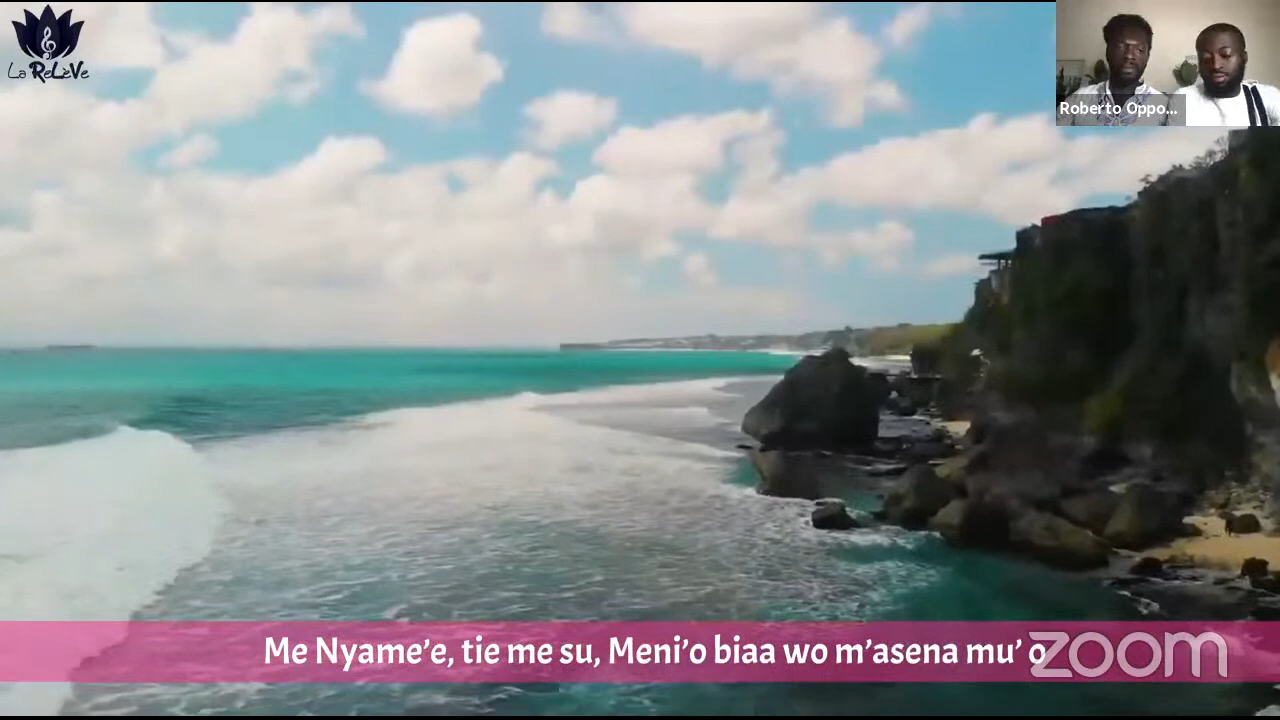 La ReLèVe
Roberto Oppo...
Me Nyame’e, tie me su, Meni’o biaa wo m’asena mu’ o
zoom